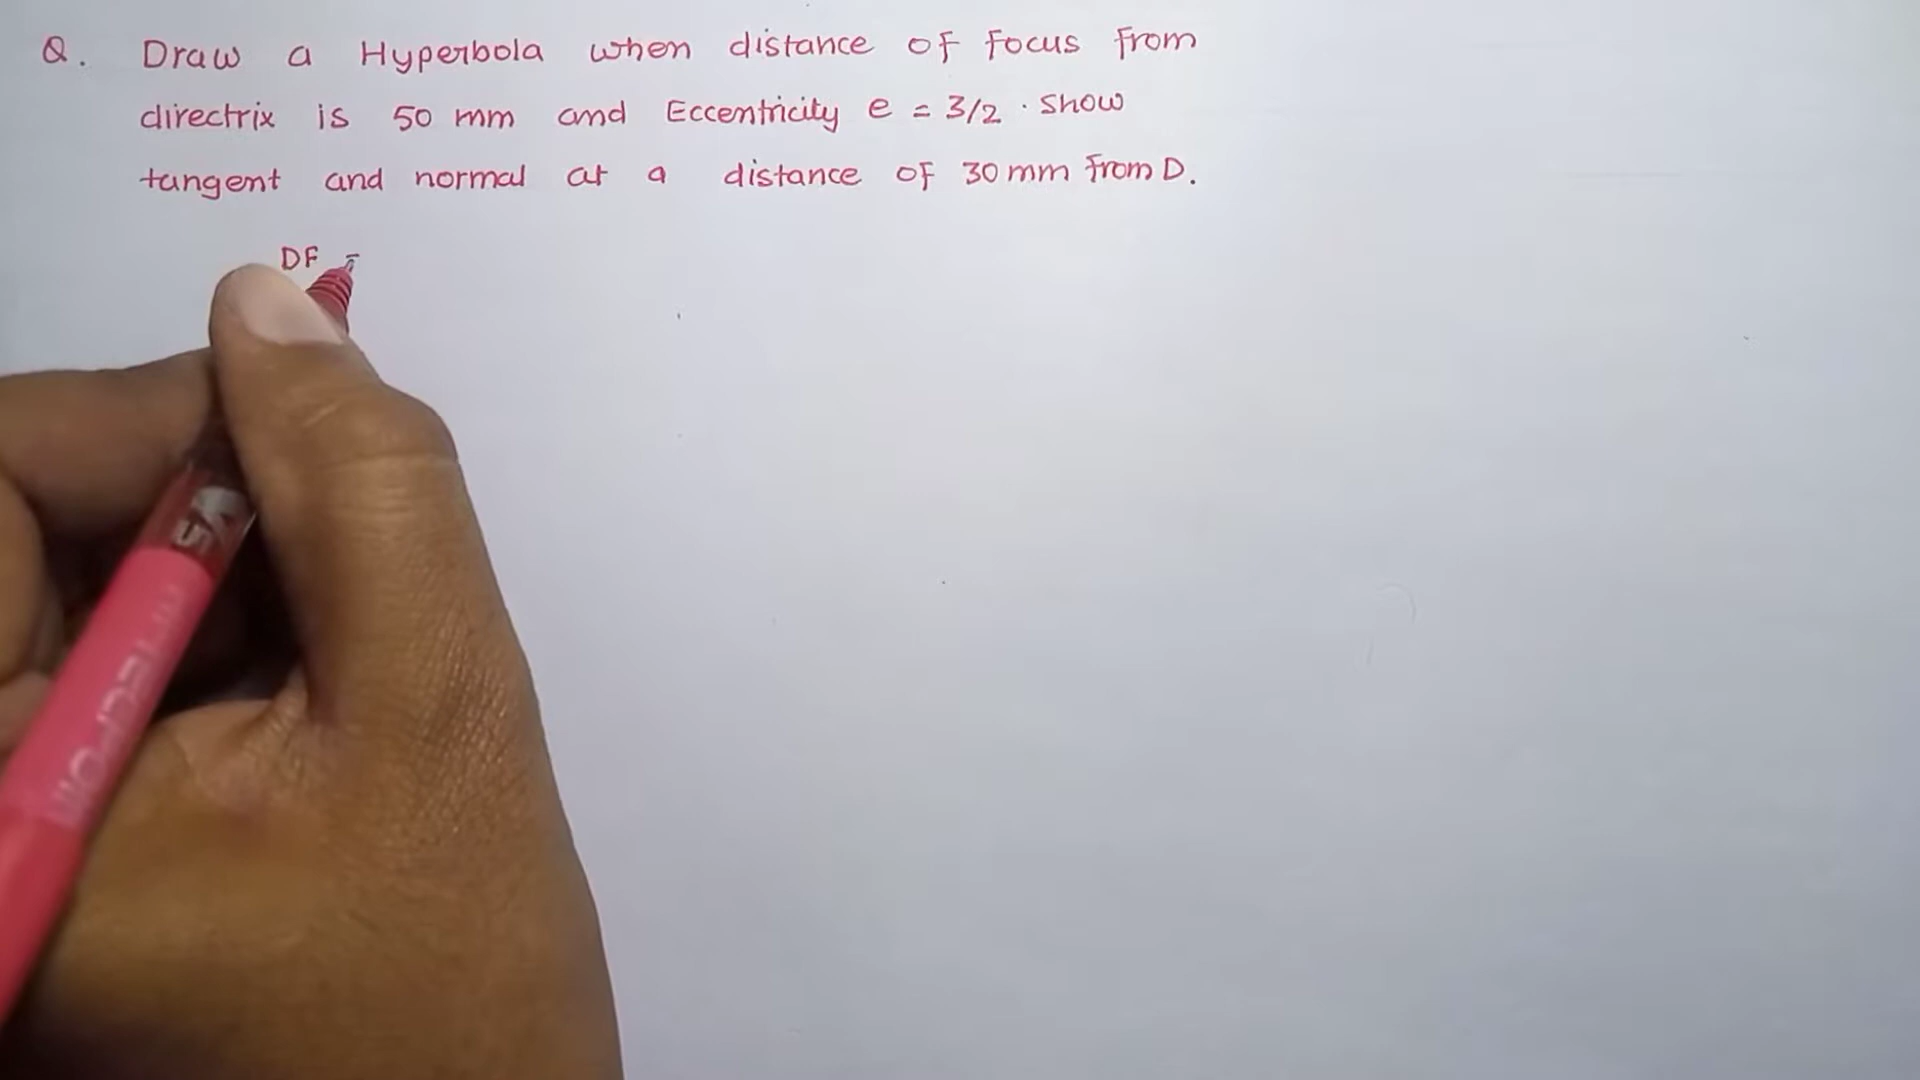 Q. Draw a Hyperbola when distance of Focus From
directrix is 50 mm and Eccentricity e = 3/2 . Show
tangent and normal at a distance of 30 mm From D.
DF